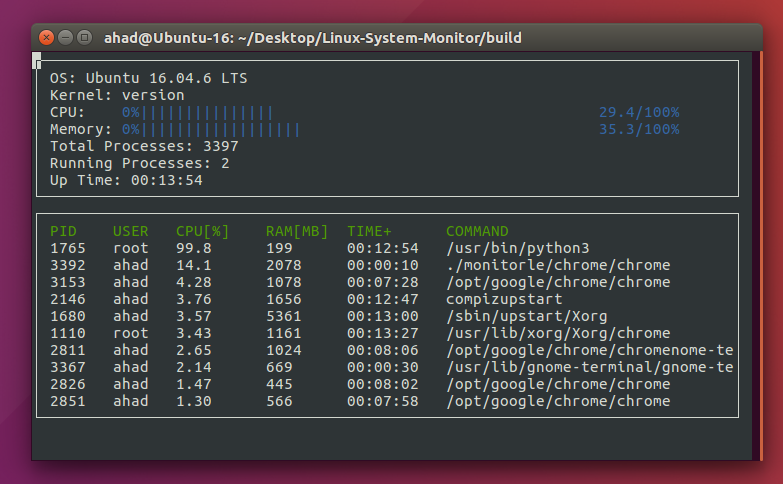 ahad@Ubuntu-16: ~/Desktop/Linux-System-Monitor/build
OS: Ubuntu 16.04.6 LTS
Kernel: version
CPU: 0%||||||||||||||| 29.4/100%
Memory: 0%|||||||||||||||||| 35.3/100%
Total Processes: 3397
Running Processes: 2
Up Time: 00:13:54
PID USER CPU[%] RAM[MB] TIME+ COMMAND
1765 root 99.8 199 00:12:54 /usr/bin/python3
3392 ahad 14.1 2078 00:00:10 ./monitorle/chrome/chrome
3153 ahad 4.28 1078 00:07:28 /opt/google/chrome/chrome
2146 ahad 3.76 1656 00:12:47 compizupstart
1680 ahad 3.57 5361 00:13:00 /sbin/upstart/Xorg
1110 root 3.43 1161 00:13:27 /usr/lib/xorg/Xorg/chrome
2811 ahad 2.65 1024 00:08:06 /opt/google/chrome/chromenome-te
3367 ahad 2.14 669 00:00:30 /usr/lib/gnome-terminal/gnome-te
2826 ahad 1.47 445 00:08:02 /opt/google/chrome/chrome
2851 ahad 1.30 566 00:07:58 /opt/google/chrome/chrome